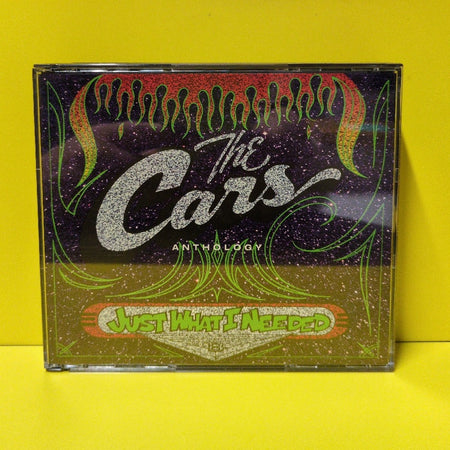 The
Cars
ANTHOLOGY
JUST WHAT I NEEDED